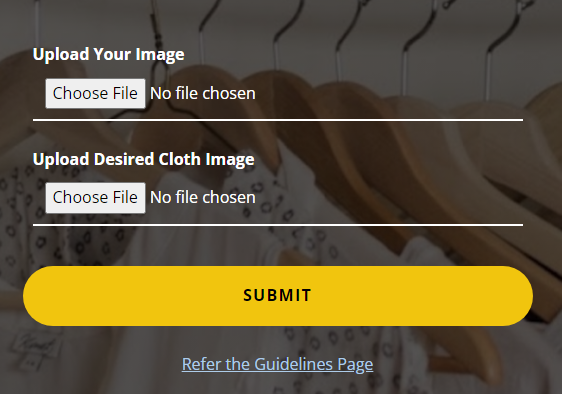 Upload Your Image
Choose File No file chosen
Upload Desired Cloth Image
Choose File No file chosen
SUBMIT
Refer the Guidelines Page